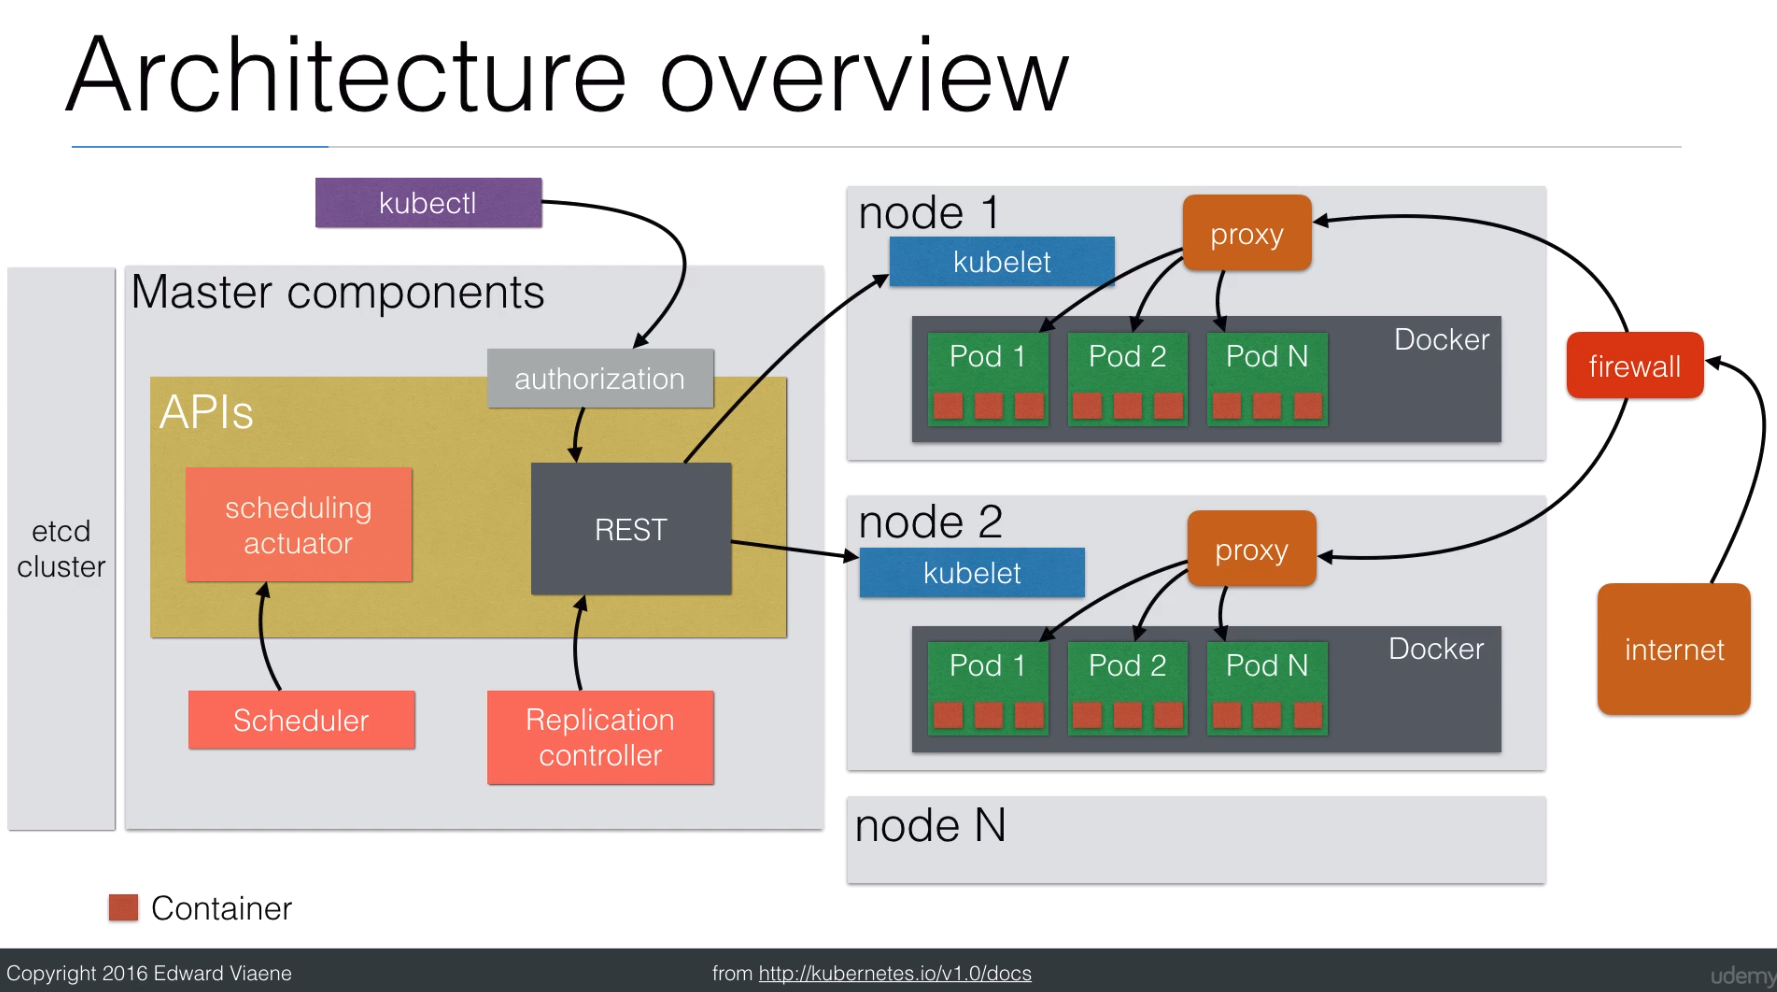 Architecture overview
kubectl
etcd
cluster
Master components
authorization
APIs
scheduling
actuator
REST
Scheduler
Replication
controller
node 1
kubelet
proxy
Docker
Pod 1
Pod 2
Pod N
node 2
kubelet
proxy
Docker
Pod 1
Pod 2
Pod N
node N
firewall
internet
Container
Copyright 2016 Edward Viaene
from http://kubernetes.io/v1.0/docs
udemy